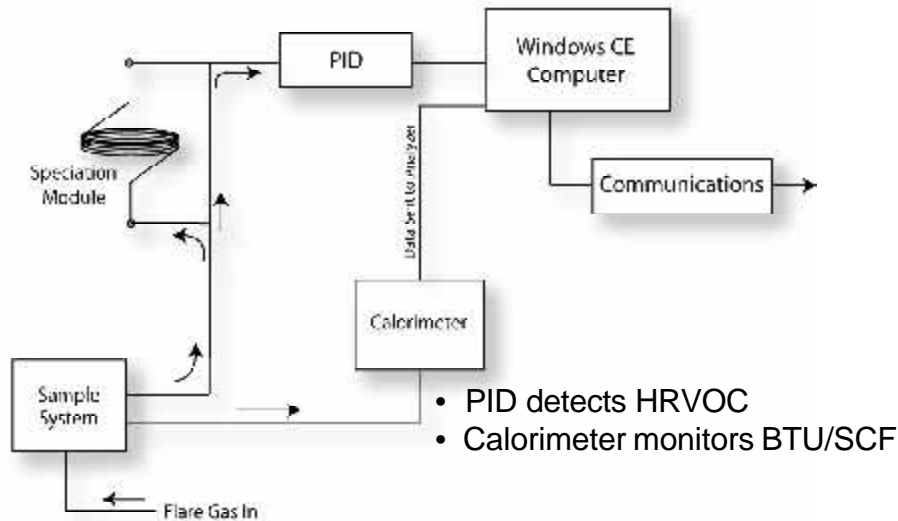 PID
Windows CE
Computer
Speciation
Module
Communications
Data Sent to Analyzer
Calorimeter
Sample
System
• PID detects HRVOC
• Calorimeter monitors BTU/SCF
Flare Gas In